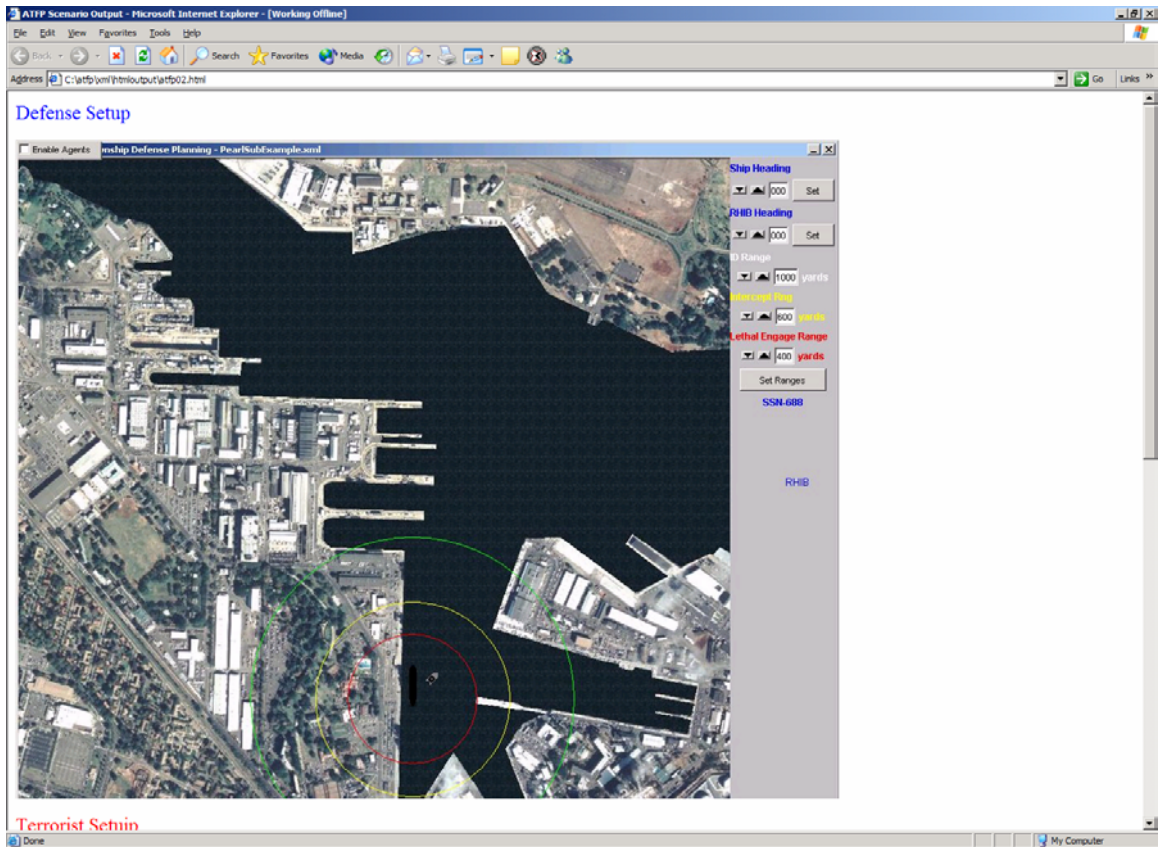 ATFP Scenario Output - Microsoft Internet Explorer - [Working Offline]
File Edit View Favorites Tools Help
Back Search Favorites Media
Address C:\atfp\xml\htmloutput\atfp02.html Go Links »
Defense Setup
Enable Agents onship Defense Planning - PearlSubExample.xml
Ship Heading
000 Set
RHIB Heading
000 Set
ID Range
1000 yards
Intercept Rng
600 yards
Lethal Engage Range
400 yards
Set Ranges
SSN-688
RHIB
Terrorist Setuip
Done My Computer